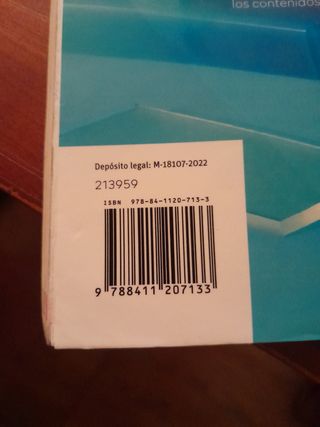 los contenidos
Depósito legal: M-18107-2022
213959
ISBN 978-84-1120-713-3
9 788411 207133